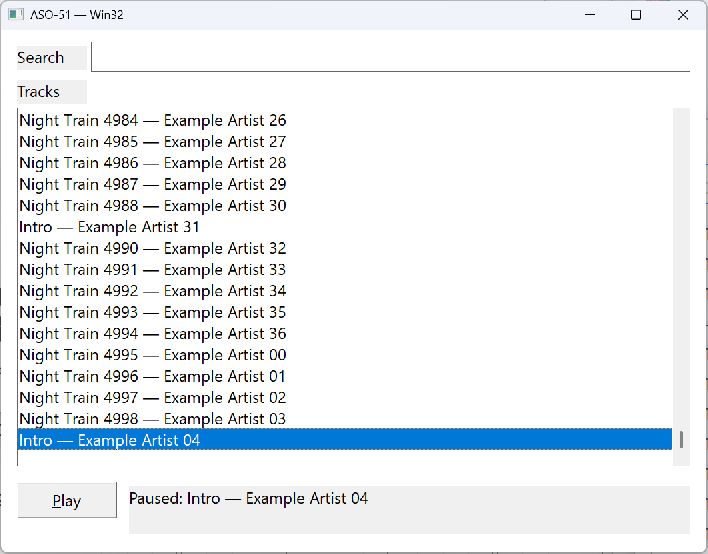 ASO-51 — Win32
Search
Tracks
Night Train 4984 — Example Artist 26
Night Train 4985 — Example Artist 27
Night Train 4986 — Example Artist 28
Night Train 4987 — Example Artist 29
Night Train 4988 — Example Artist 30
Intro — Example Artist 31
Night Train 4990 — Example Artist 32
Night Train 4991 — Example Artist 33
Night Train 4992 — Example Artist 34
Night Train 4993 — Example Artist 35
Night Train 4994 — Example Artist 36
Night Train 4995 — Example Artist 00
Night Train 4996 — Example Artist 01
Night Train 4997 — Example Artist 02
Night Train 4998 — Example Artist 03
Intro — Example Artist 04
Play
Paused: Intro — Example Artist 04